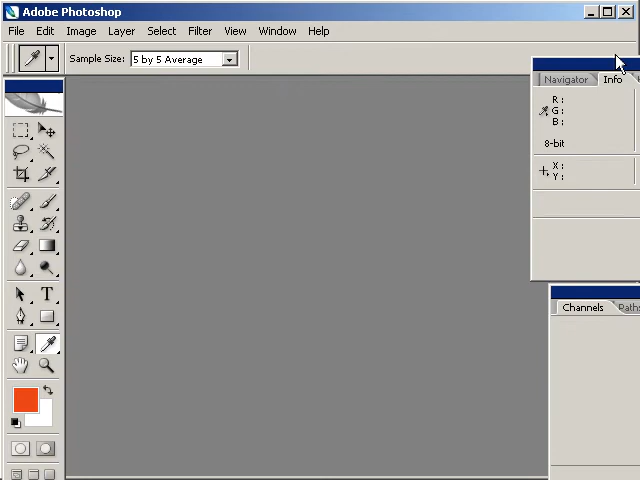 Adobe Photoshop
File Edit Image Layer Select Filter View Window Help
Sample Size: 5 by 5 Average
Navigator Info
R:
G:
B:
8-bit
X:
Y:
Channels Paths
T